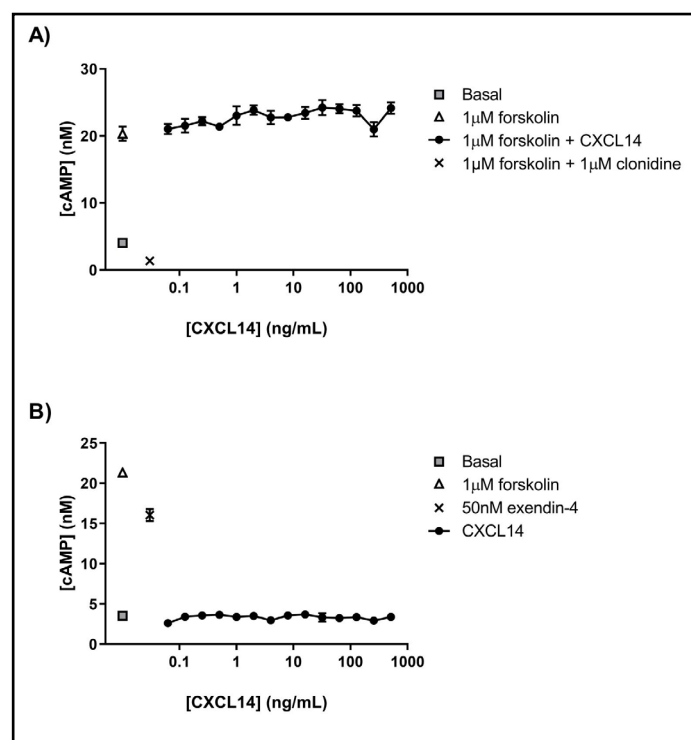 A)
[cAMP] (nM)
30
20
10
0
0.1 1 10 100 1000
[CXCL14] (ng/mL)
Basal
1μM forskolin
1μM forskolin + CXCL14
1μM forskolin + 1μM clonidine
B)
[cAMP] (nM)
25
20
15
10
5
0
0.1 1 10 100 1000
[CXCL14] (ng/mL)
Basal
1μM forskolin
50nM exendin-4
CXCL14